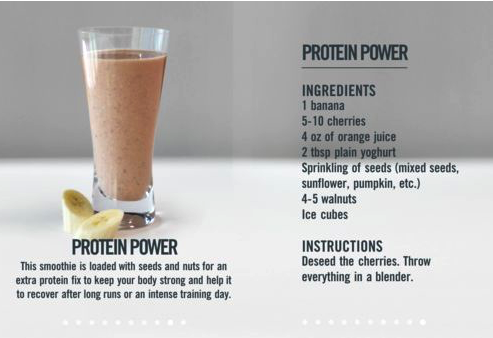 PROTEIN POWER
This smoothie is loaded with seeds and nuts for an
extra protein fix to keep your body strong and help it
to recover after long runs or an intense training day.
PROTEIN POWER
INGREDIENTS
1 banana
5-10 cherries
4 oz of orange juice
2 tbsp plain yoghurt
Sprinkling of seeds (mixed seeds,
sunflower, pumpkin, etc.)
4-5 walnuts
Ice cubes
INSTRUCTIONS
Deseed the cherries. Throw
everything in a blender.